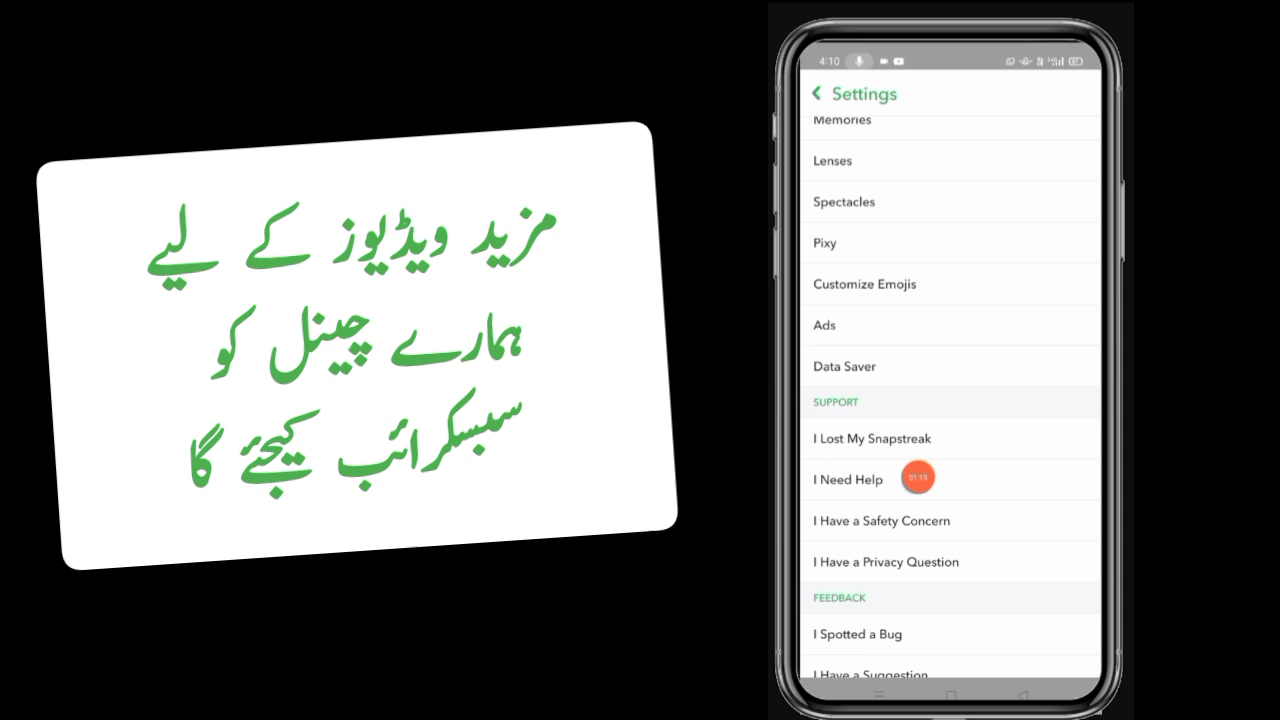 مزید ویڈیوز کے لیے
ہمارے چینل کو
سبسکرائب کیجئے گا
4:10
Settings
Memories
Lenses
Spectacles
Pixy
Customize Emojis
Ads
Data Saver
SUPPORT
I Lost My Snapstreak
I Need Help
01:15
I Have a Safety Concern
I Have a Privacy Question
FEEDBACK
I Spotted a Bug
I Have a Suggestion